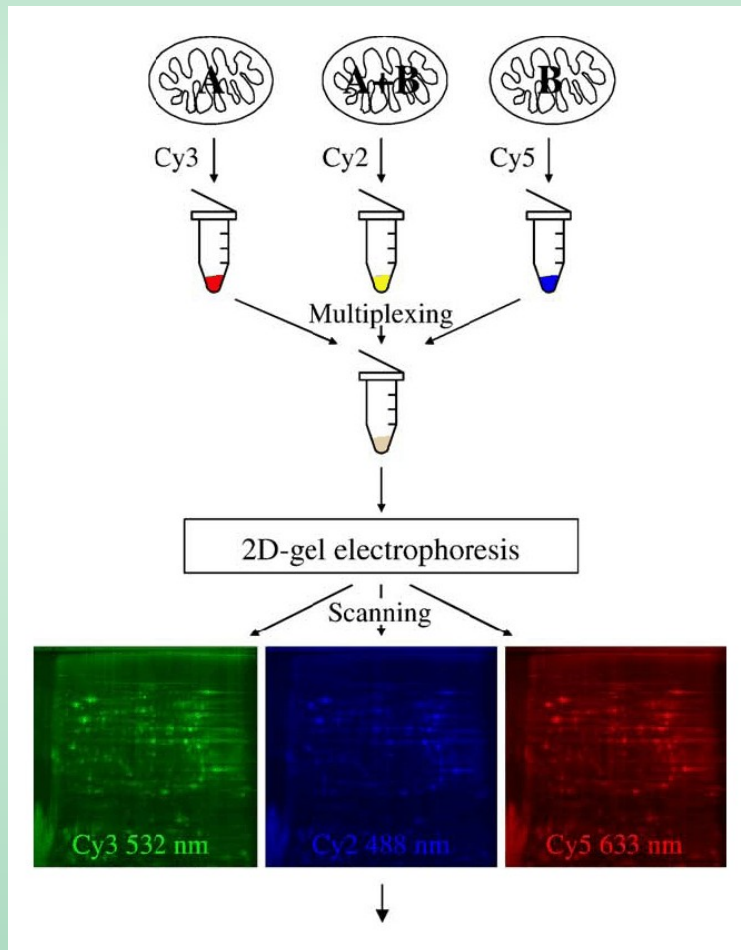 A A+B B
Cy3 Cy2 Cy5
Multiplexing
2D-gel electrophoresis
Scanning
Cy3 532 nm Cy2 488 nm Cy5 633 nm